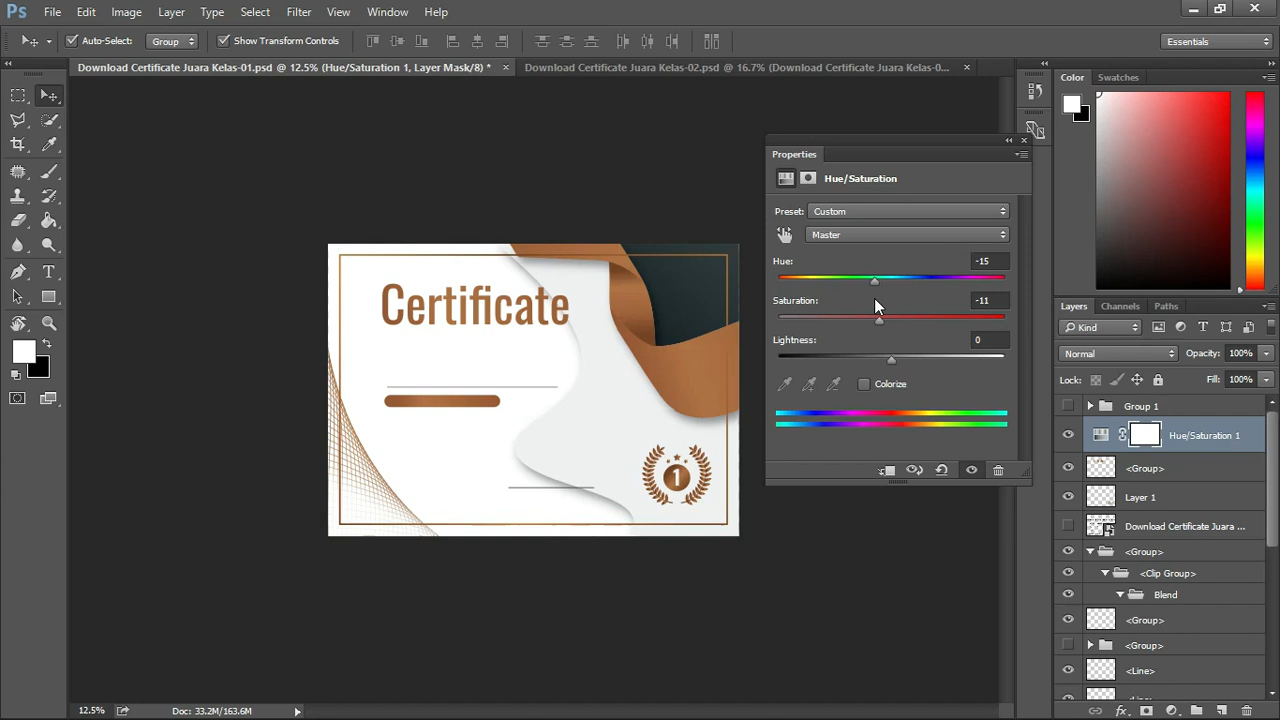 Ps File Edit Image Layer Type Select Filter View Window Help
Auto-Select: Group Show Transform Controls Essentials
Download Certificate Juara Kelas-01.psd @ 12.5% (Hue/Saturation 1, Layer Mask/8) * × Download Certificate Juara Kelas-02.psd @ 16.7% (Download Certificate Juara Kelas-0... ×
Color Swatches
Properties
Hue/Saturation
Preset: Custom
Master
Hue: -15
Saturation: -11
Lightness: 0
Colorize
Certificate
1
Layers Channels Paths
Kind
Normal Opacity: 100%
Lock: Fill: 100%
Group 1
Hue/Saturation 1
<Group>
Layer 1
Download Certificate Juara ...
<Group>
<Clip Group>
Blend
<Group>
<Group>
<Line>
<Line>
12.5% Doc: 33.2M/163.6M